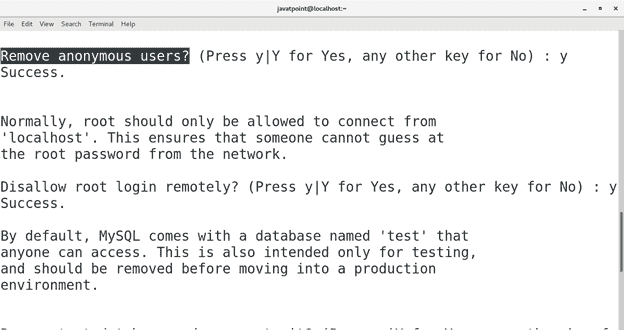 javatpoint@localhost:~
File Edit View Search Terminal Help
Remove anonymous users? (Press y|Y for Yes, any other key for No) : y
Success.
Normally, root should only be allowed to connect from
'localhost'. This ensures that someone cannot guess at
the root password from the network.
Disallow root login remotely? (Press y|Y for Yes, any other key for No) : y
Success.
By default, MySQL comes with a database named 'test' that
anyone can access. This is also intended only for testing,
and should be removed before moving into a production
environment.